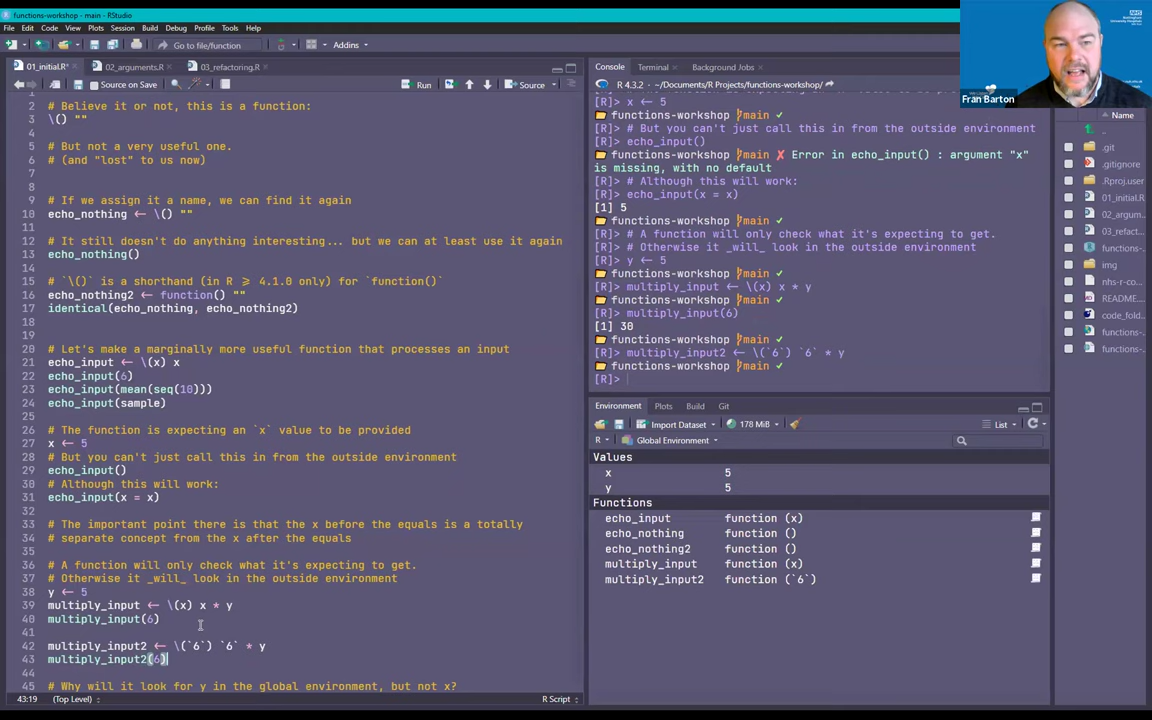 functions-workshop - main - RStudio
File Edit Code View Plots Session Build Debug Profile Tools Help
Go to file/function Addins
01_initial.R* 02_arguments.R 03_refactoring.R
Source on Save Run Source
2 # Believe it or not, this is a function:
3 \() ""
4
5 # But not a very useful one.
6 # (and "lost" to us now)
7
8
9 # If we assign it a name, we can find it again
10 echo_nothing <- \() ""
11
12 # It still doesn't do anything interesting... but we can at least use it again
13 echo_nothing()
14
15 # `\()` is a shorthand (in R >= 4.1.0 only) for `function()`
16 echo_nothing2 <- function() ""
17 identical(echo_nothing, echo_nothing2)
18
19
20 # Let's make a marginally more useful function that processes an input
21 echo_input <- \(x) x
22 echo_input(6)
23 echo_input(mean(seq(10)))
24 echo_input(sample)
25
26 # The function is expecting an `x` value to be provided
27 x <- 5
28 # But you can't just call this in from the outside environment
29 echo_input()
30 # Although this will work:
31 echo_input(x = x)
32
33 # The important point there is that the x before the equals is a totally
34 # separate concept from the x after the equals
35
36 # A function will only check what it's expecting to get.
37 # Otherwise it _will_ look in the outside environment
38 y <- 5
39 multiply_input <- \(x) x * y
40 multiply_input(6)
41
42 multiply_input2 <- \(`6`) `6` * y
43 multiply_input2(6)
44
45 # Why will it look for y in the global environment, but not x?
43:19 (Top Level) R Script
Console Terminal Background Jobs
R 4.3.2 · ~/Documents/R Projects/functions-workshop/
[R]> x <- 5
functions-workshop main ✔
[R]> # But you can't just call this in from the outside environment
[R]> echo_input()
functions-workshop main ✘ Error in echo_input() : argument "x"
is missing, with no default
[R]> # Although this will work:
[R]> echo_input(x = x)
[1] 5
functions-workshop main ✔
[R]> # A function will only check what it's expecting to get.
[R]> # Otherwise it _will_ look in the outside environment
[R]> y <- 5
functions-workshop main ✔
[R]> multiply_input <- \(x) x * y
functions-workshop main ✔
[R]> multiply_input(6)
[1] 30
functions-workshop main ✔
[R]> multiply_input2 <- \(`6`) `6` * y
functions-workshop main ✔
[R]>
Environment Plots Build Git
Import Dataset 178 MiB List
R Global Environment
Values
x 5
y 5
Functions
echo_input function (x)
echo_nothing function ()
echo_nothing2 function ()
multiply_input function (x)
multiply_input2 function (`6`)
Name
..
.git
.gitignore
.Rproj.user
01_initial.R
02_argum...
03_refact...
functions-...
img
nhs-r-co...
README...
code_fold...
functions-...
functions-...
NHS
Fran Barton